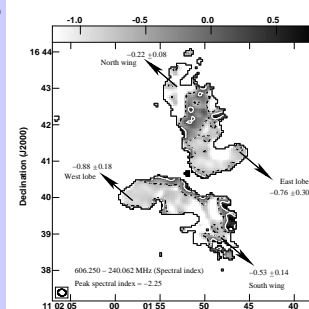 -1.0 -0.5 0.0 0.5
16 44
−0.22 ±0.08
North wing
43
42
41
40
39
38
Declination (J2000)
−0.88 ±0.18
West lobe
East lobe
−0.76 ±0.30
606.250 − 240.062 MHz (Spectral index)
Peak spectral index = −2.25
−0.53 ±0.14
South wing
11 02 05 00 01 55 50 45 40